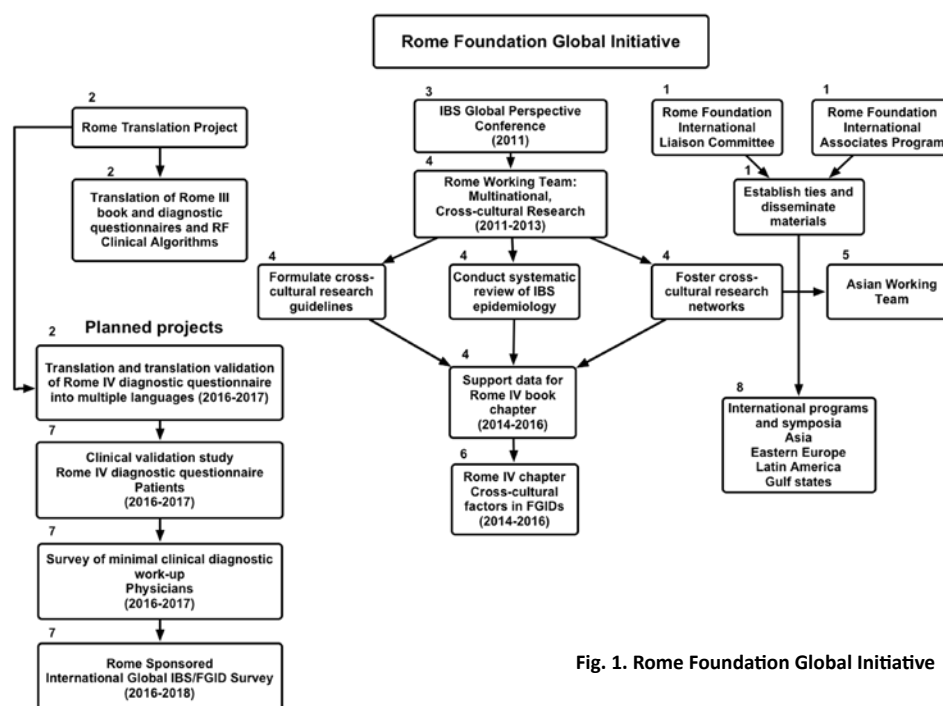 Rome Foundation Global Initiative
2
Rome Translation Project
2
Translation of Rome III
book and diagnostic
questionnaires and RF
Clinical Algorithms
Planned projects
2
Translation and translation validation
of Rome IV diagnostic questionnaire
into multiple languages (2016-2017)
7
Clinical validation study
Rome IV diagnostic questionnaire
Patients
(2016-2017)
7
Survey of minimal clinical diagnostic
work-up
Physicians
(2016-2017)
7
Rome Sponsored
International Global IBS/FGID Survey
(2016-2018)
3
IBS Global Perspective
Conference
(2011)
4
Rome Working Team:
Multinational,
Cross-cultural Research
(2011-2013)
4
Formulate cross-
cultural research
guidelines
4
Conduct systematic
review of IBS
epidemiology
4
Foster cross-
cultural research
networks
4
Support data for
Rome IV book
chapter
(2014-2016)
6
Rome IV chapter
Cross-cultural
factors in FGIDs
(2014-2016)
1
Rome Foundation
International
Liaison Committee
1
Rome Foundation
International
Associates Program
1
Establish ties and
disseminate
materials
5
Asian Working
Team
8
International programs
and symposia
Asia
Eastern Europe
Latin America
Gulf states
Fig. 1. Rome Foundation Global Initiative